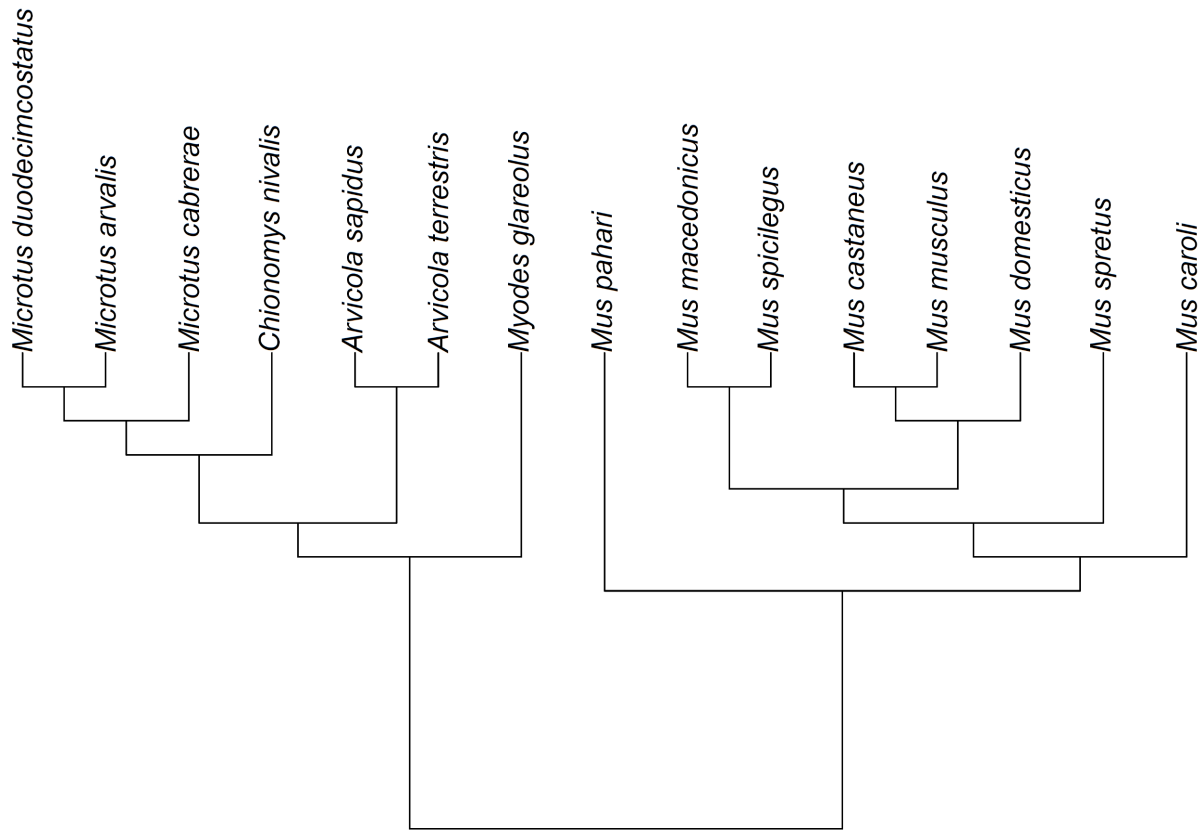 Microtus duodecimcostatus
Microtus arvalis
Microtus cabrerae
Chionomys nivalis
Arvicola sapidus
Arvicola terrestris
Myodes glareolus
Mus pahari
Mus macedonicus
Mus spicilegus
Mus castaneus
Mus musculus
Mus domesticus
Mus spretus
Mus caroli